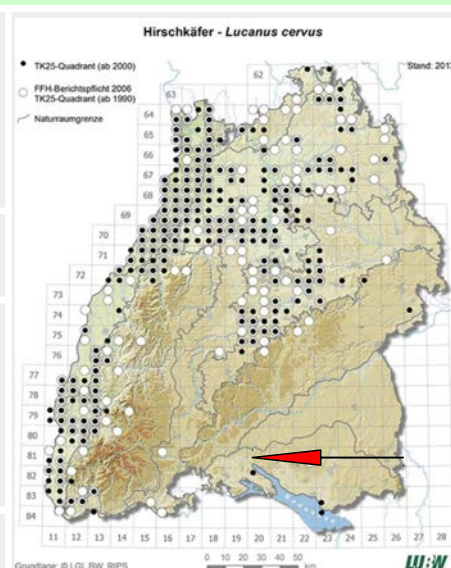 Hirschkäfer - Lucanus cervus
TK25-Quadrant (ab 2000)
FFH-Berichtspflicht 2006
TK25-Quadrant (ab 1990)
Naturraumgrenze
62
63
64
65
66
67
68
69
70
71
72
73
74
75
76
77
78
79
80
81
82
83
84
11 12 13 14 15 16 17 18 19 20 21 22 23 24 25 26 27 28
0 10 20 30 40 50
km
LUBW